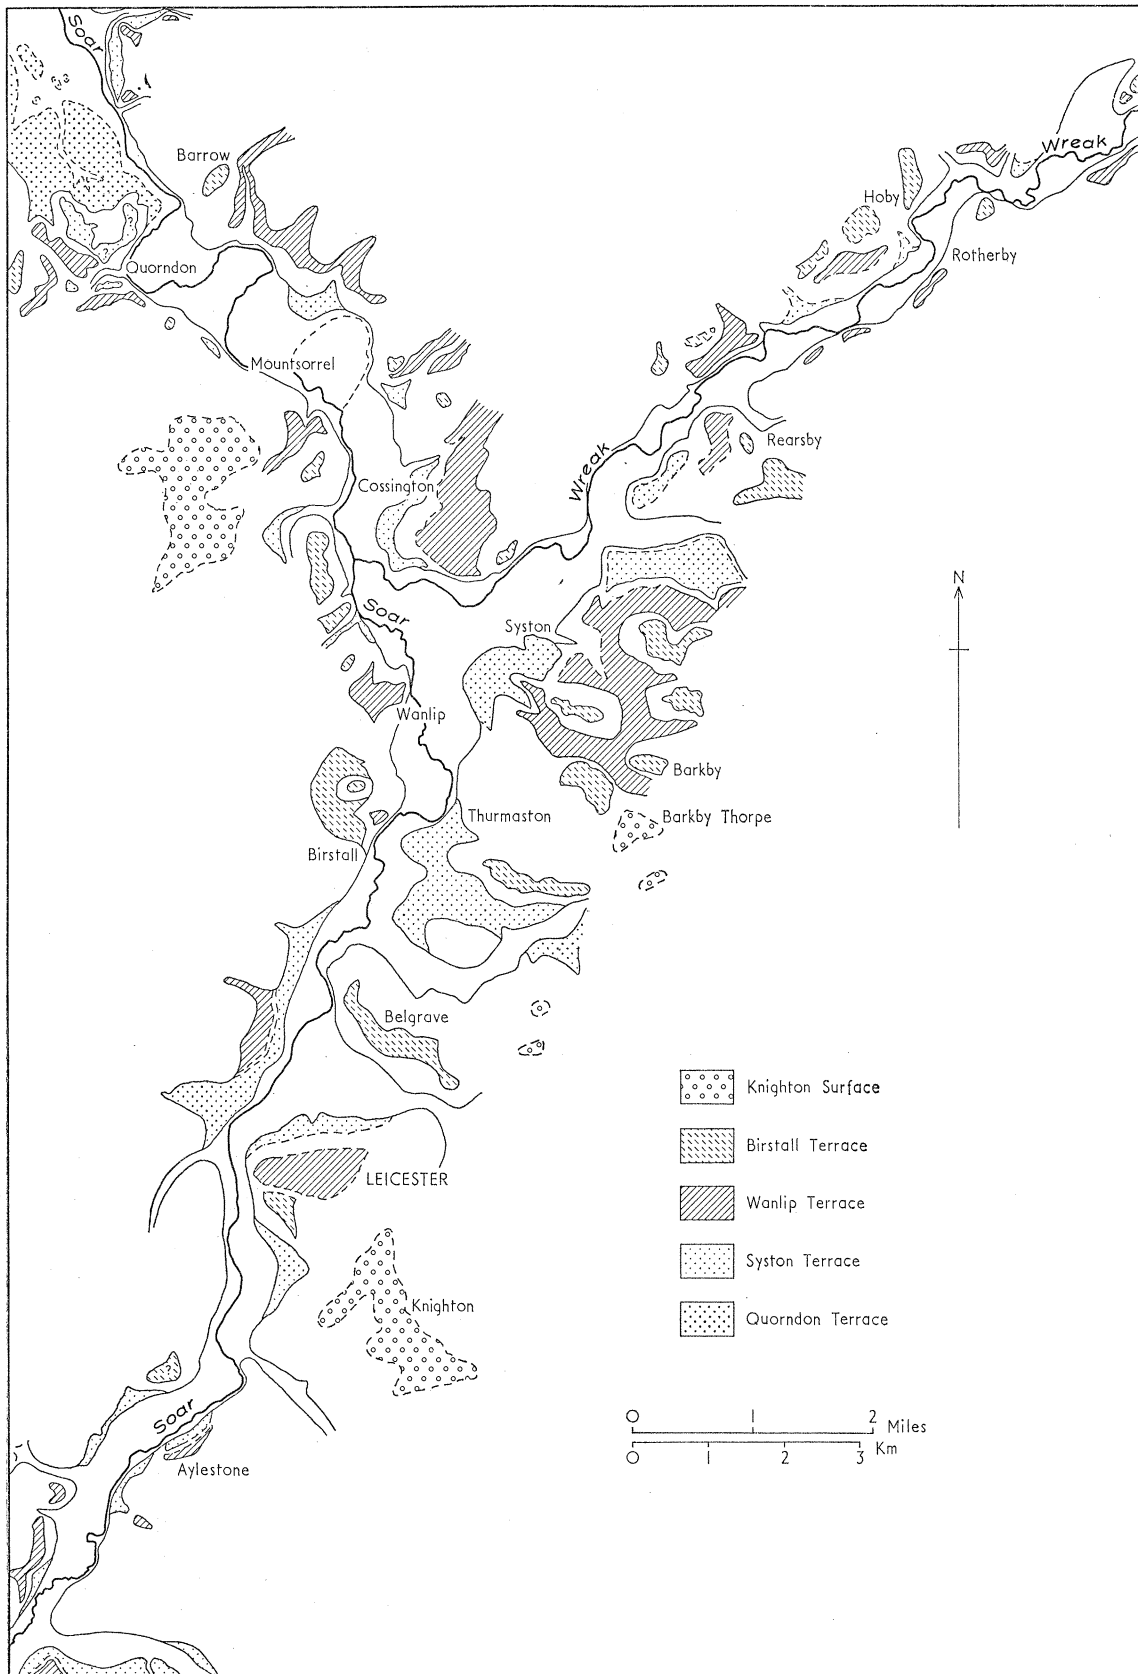 Soar
Wreak
Barrow
Hoby
Rotherby
Quorndon
Mountsorrel
Rearsby
Wreak
Cossington
N
Soar
Syston
Wanlip
Barkby
Thurmaston
Barkby Thorpe
Birstall
Belgrave
Knighton Surface
Birstall Terrace
LEICESTER
Wanlip Terrace
Syston Terrace
Knighton
Quorndon Terrace
?
Soar
0 1 2 Miles
0 1 2 3 Km
Aylestone